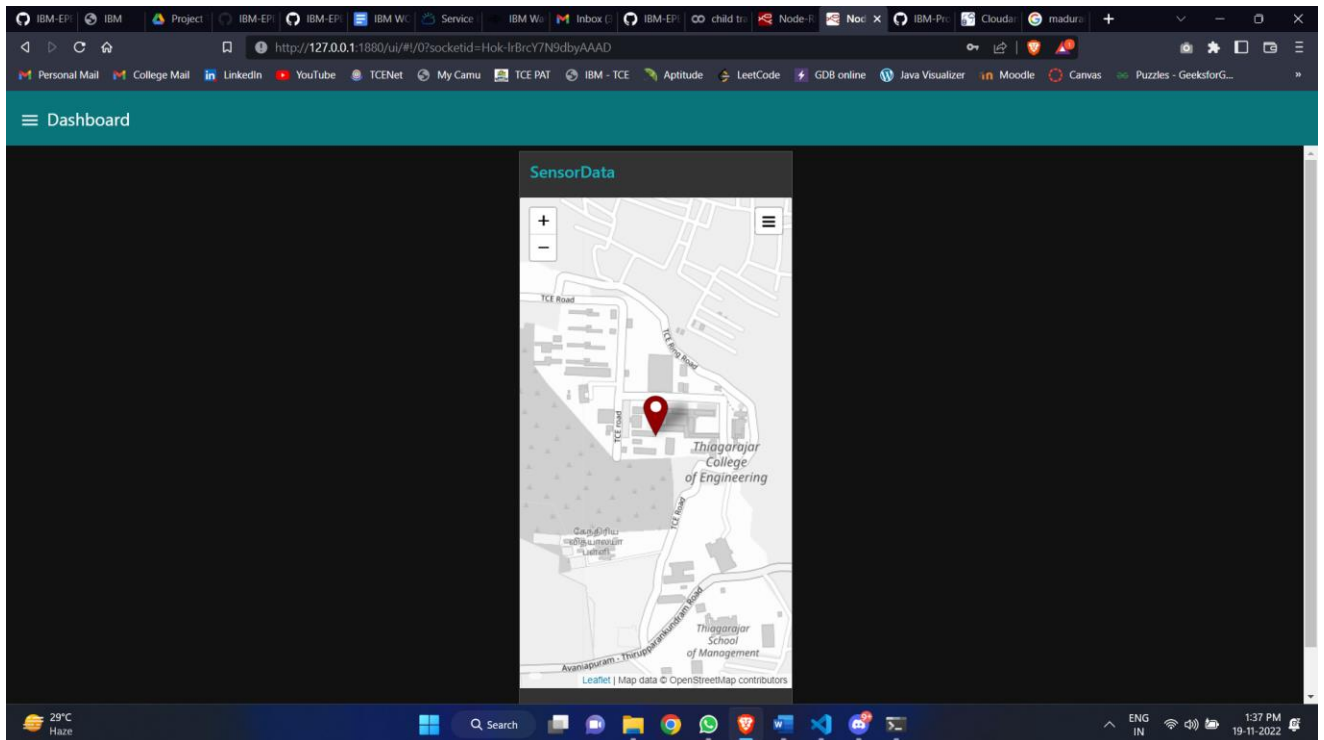 IBM-EPI
IBM
Project
IBM-EPI
IBM-EPI
IBM WC
Service
IBM Wa
Inbox (3
IBM-EPI
child tra
Node-R
Nod
IBM-Pro
Cloudan
madura
http://127.0.0.1:1880/ui/#!/0?socketid=Hok-lrBrcY7N9dbyAAAD
Personal Mail
College Mail
LinkedIn
YouTube
TCENet
My Camu
TCE PAT
IBM - TCE
Aptitude
LeetCode
GDB online
Java Visualizer
Moodle
Canvas
Puzzles - GeeksforG...
Dashboard
SensorData
TCE Road
TCE Ring Road
TCE road
Thiagarajar
College
of Engineering
TCE Road
கேந்திரிய
வித்யாலயா
பள்ளி
Thiagarajar
School
of Management
Avaniapuram - Thirupparankundram Road
Leaflet | Map data © OpenStreetMap contributors
29°C
Haze
Search
ENG
IN
1:37 PM
19-11-2022